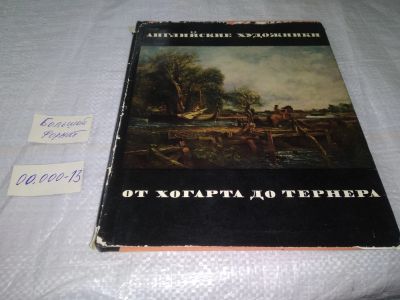 АНГЛИЙСКИЕ ХУДОЖНИКИ
ОТ ХОГАРТА ДО ТЕРНЕРА
Большой
формат
00.000-13